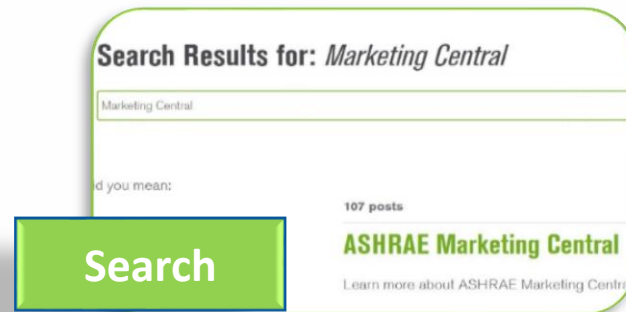 Search Results for: Marketing Central
Marketing Central
d you mean:
107 posts
ASHRAE Marketing Central
Learn more about ASHRAE Marketing Centr
Search